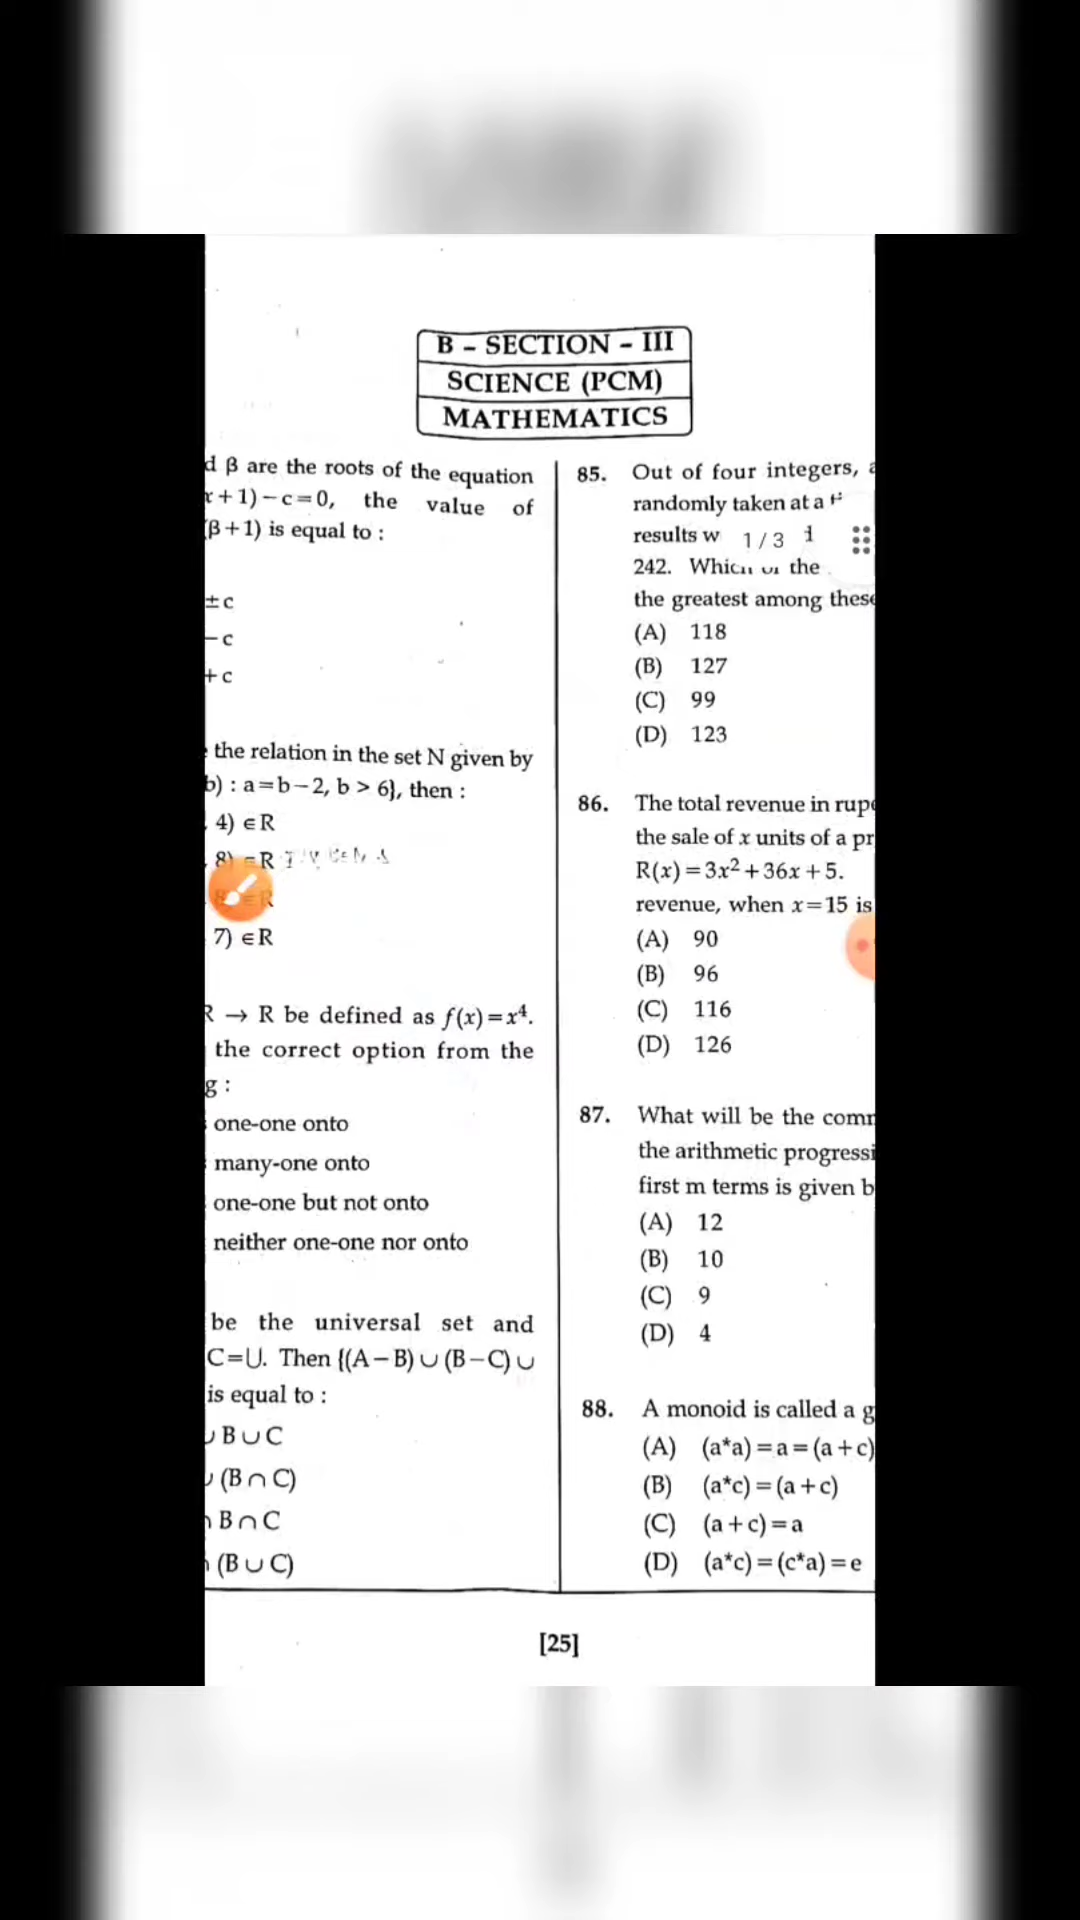 B – SECTION – III
SCIENCE (PCM)
MATHEMATICS
d β are the roots of the equation
x+1)−c=0, the value of
(β+1) is equal to :
±c
−c
+c
the relation in the set N given by
b) : a=b−2, b > 6}, then :
4) ∈R
8) ∈R
8) ∈R
7) ∈R
R → R be defined as f(x)=x⁴.
the correct option from the
g :
one-one onto
many-one onto
one-one but not onto
neither one-one nor onto
be the universal set and
C=U. Then {(A−B)∪(B−C)∪
is equal to :
∪B∪C
∪(B∩C)
∩B∩C
∩(B∪C)
85. Out of four integers,
randomly taken at a
results w 1 / 3
242. Which of the
the greatest among these
(A) 118
(B) 127
(C) 99
(D) 123
86. The total revenue in rupe
the sale of x units of a pr
R(x)=3x²+36x+5.
revenue, when x=15 is
(A) 90
(B) 96
(C) 116
(D) 126
87. What will be the comm
the arithmetic progressi
first m terms is given b
(A) 12
(B) 10
(C) 9
(D) 4
88. A monoid is called a g
(A) (a*a)=a=(a+c)
(B) (a*c)=(a+c)
(C) (a+c)=a
(D) (a*c)=(c*a)=e
[25]